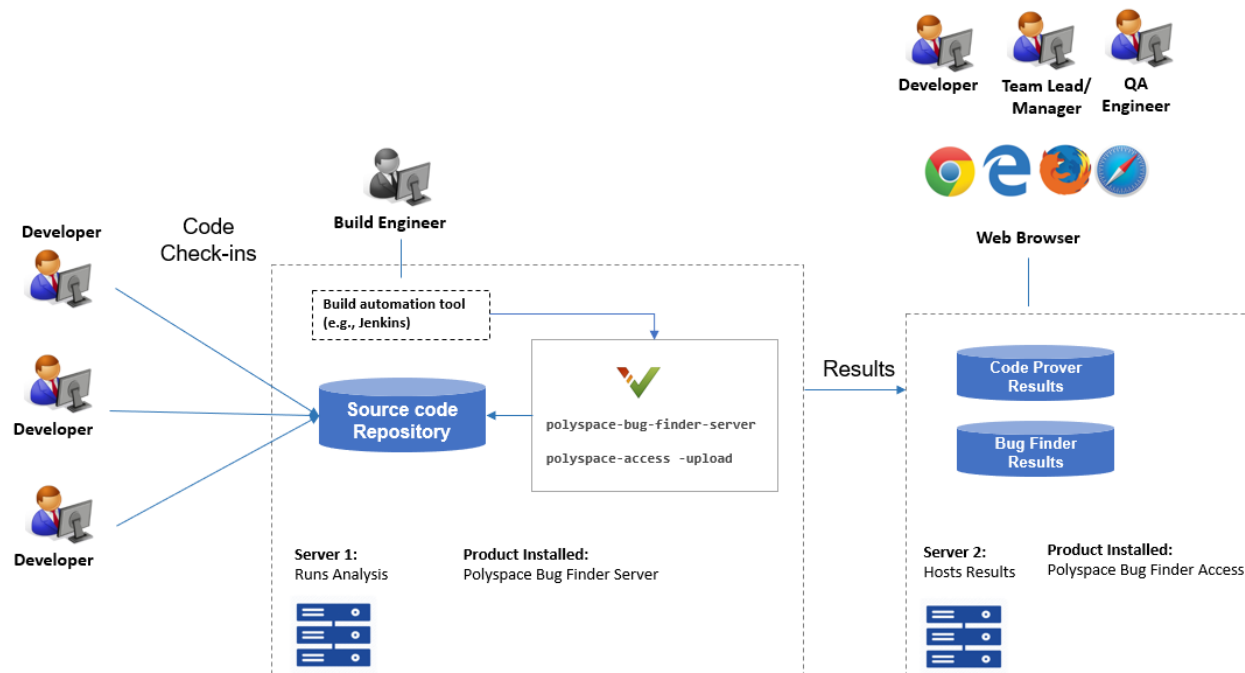 Developer
Team Lead/
Manager
QA
Engineer
Build Engineer
Web Browser
Code
Check-ins
Developer
Developer
Developer
Build automation tool
(e.g., Jenkins)
Source code
Repository
polyspace-bug-finder-server
polyspace-access -upload
Results
Code Prover
Results
Bug Finder
Results
Server 1:
Runs Analysis
Product Installed:
Polyspace Bug Finder Server
Server 2:
Hosts Results
Product Installed:
Polyspace Bug Finder Access